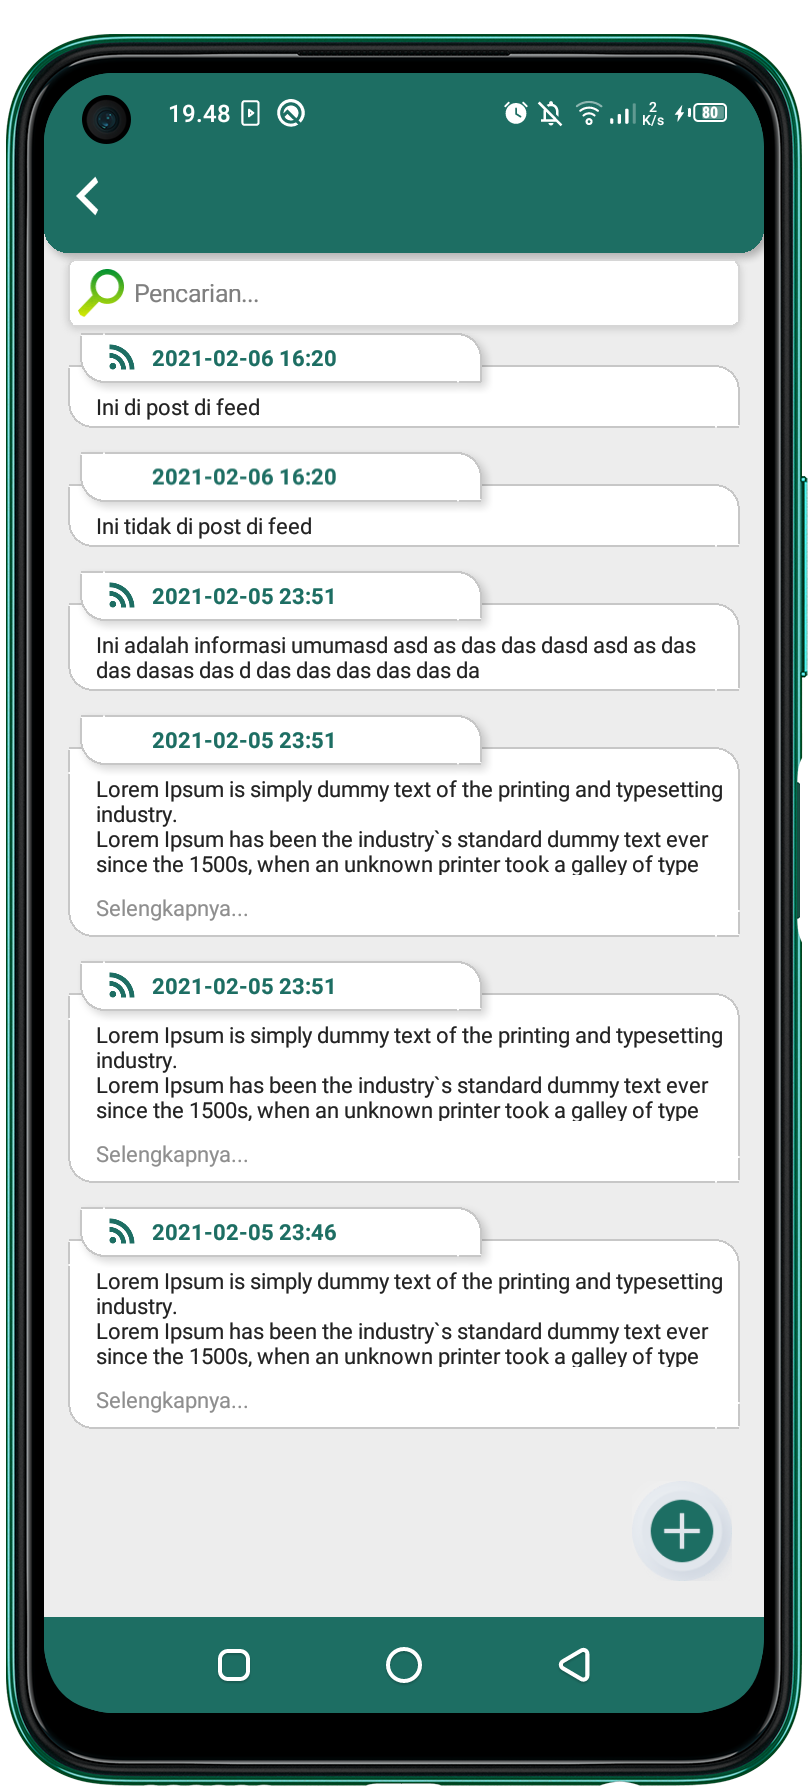 19.48
2
K/s
80
Pencarian...
2021-02-06 16:20
Ini di post di feed
2021-02-06 16:20
Ini tidak di post di feed
2021-02-05 23:51
Ini adalah informasi umumasd asd as das das dasd asd as das
das dasas das d das das das das das da
2021-02-05 23:51
Lorem Ipsum is simply dummy text of the printing and typesetting
industry.
Lorem Ipsum has been the industry`s standard dummy text ever
since the 1500s, when an unknown printer took a galley of type
Selengkapnya...
2021-02-05 23:51
Lorem Ipsum is simply dummy text of the printing and typesetting
industry.
Lorem Ipsum has been the industry`s standard dummy text ever
since the 1500s, when an unknown printer took a galley of type
Selengkapnya...
2021-02-05 23:46
Lorem Ipsum is simply dummy text of the printing and typesetting
industry.
Lorem Ipsum has been the industry`s standard dummy text ever
since the 1500s, when an unknown printer took a galley of type
Selengkapnya...